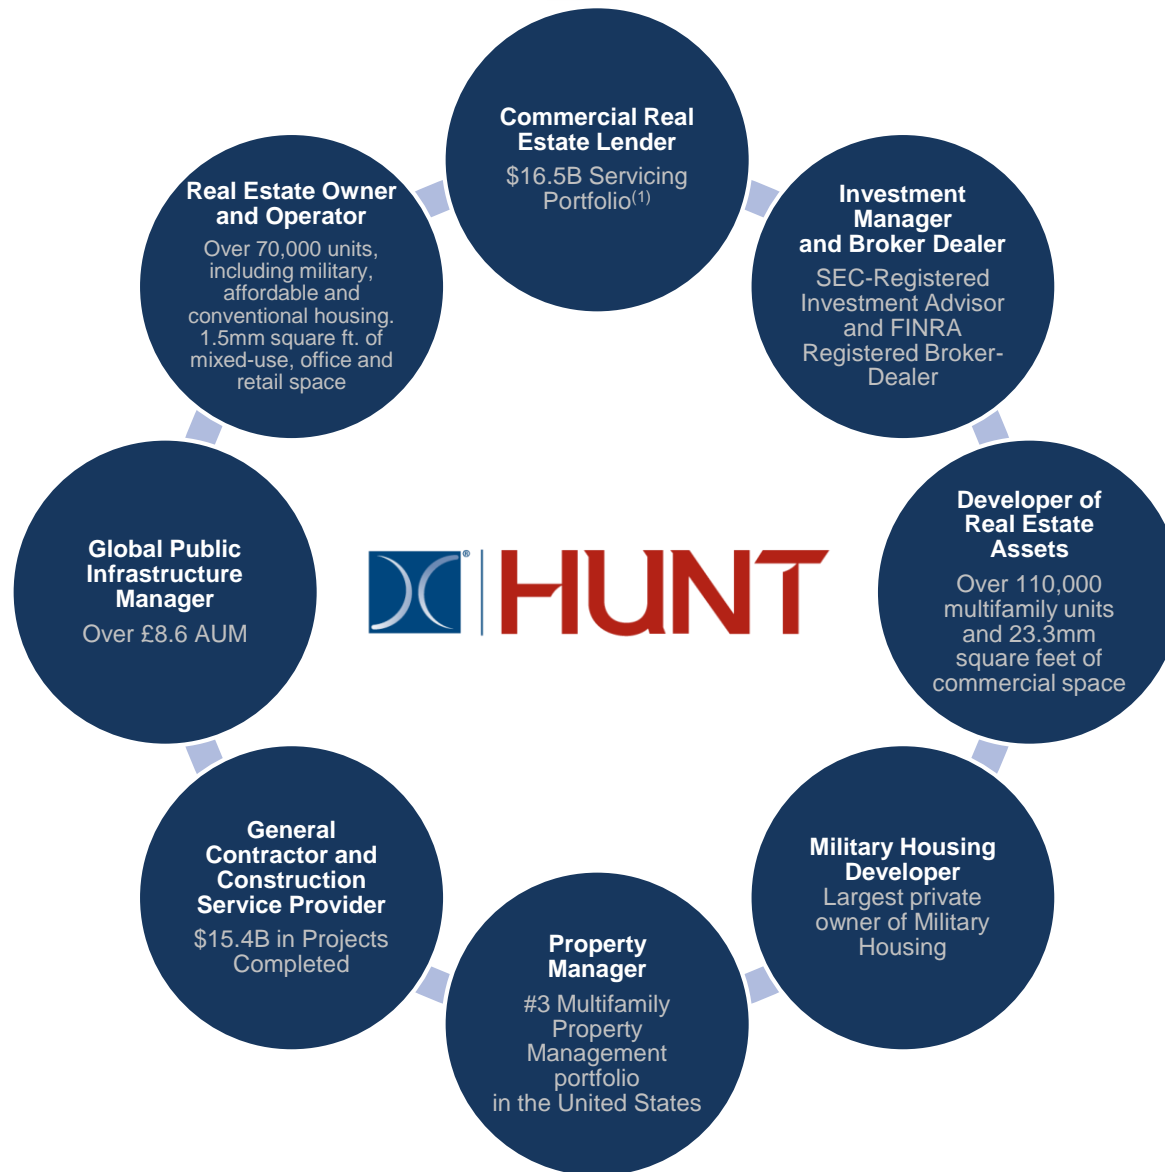 Commercial Real
Estate Lender
$16.5B Servicing
Portfolio(1)
Investment
Manager
and Broker Dealer
SEC-Registered
Investment Advisor
and FINRA
Registered Broker-
Dealer
Developer of
Real Estate
Assets
Over 110,000
multifamily units
and 23.3mm
square feet of
commercial space
Military Housing
Developer
Largest private
owner of Military
Housing
Property
Manager
#3 Multifamily
Property
Management
portfolio
in the United States
General
Contractor and
Construction
Service Provider
$15.4B in Projects
Completed
Global Public
Infrastructure
Manager
Over £8.6 AUM
Real Estate Owner
and Operator
Over 70,000 units,
including military,
affordable and
conventional housing.
1.5mm square ft. of
mixed-use, office and
retail space
® HUNT